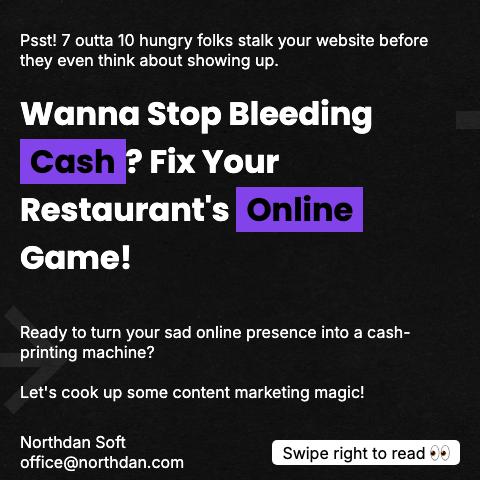 Psst! 7 outta 10 hungry folks stalk your website before
they even think about showing up.
Wanna Stop Bleeding
Cash ? Fix Your
Restaurant's Online
Game!
Ready to turn your sad online presence into a cash-
printing machine?
Let's cook up some content marketing magic!
Northdan Soft
office@northdan.com
Swipe right to read 👀